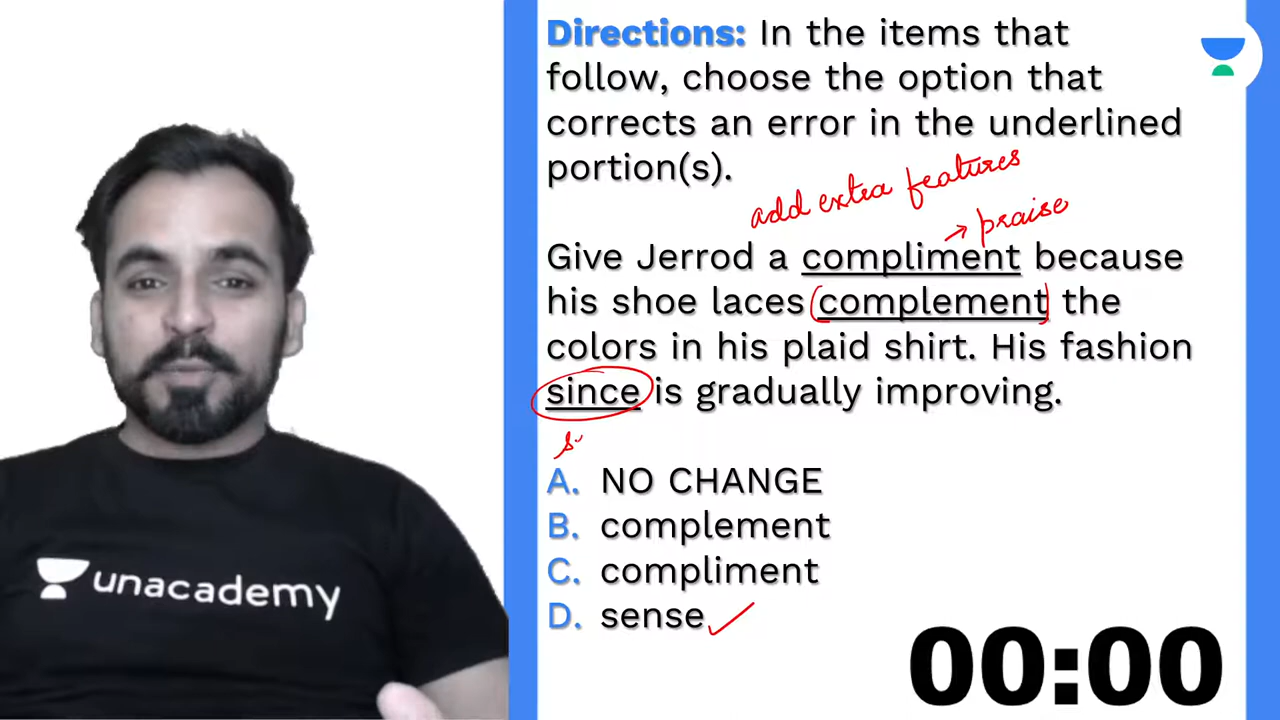 Directions: In the items that
follow, choose the option that
corrects an error in the underlined
portion(s).
add extra features
→ praise
Give Jerrod a compliment because
his shoe laces (complement) the
colors in his plaid shirt. His fashion
since is gradually improving.
s
A. NO CHANGE
B. complement
C. compliment
D. sense
unacademy
00:00